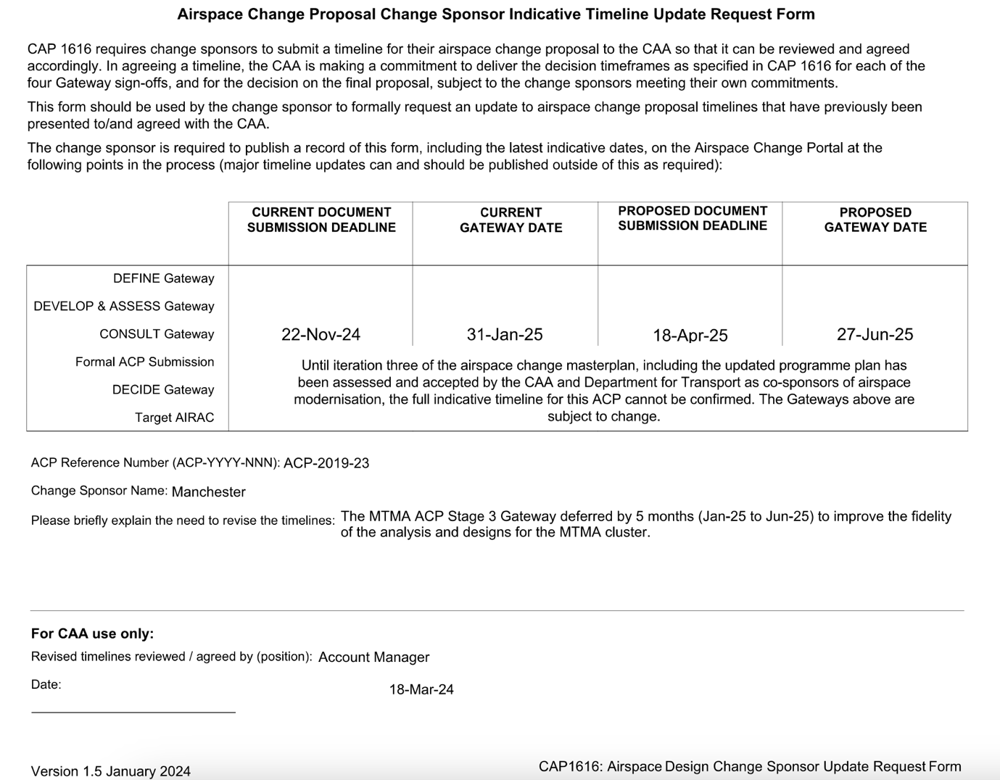 Airspace Change Proposal Change Sponsor Indicative Timeline Update Request Form
CAP 1616 requires change sponsors to submit a timeline for their airspace change proposal to the CAA so that it can be reviewed and agreed
accordingly. In agreeing a timeline, the CAA is making a commitment to deliver the decision timeframes as specified in CAP 1616 for each of the
four Gateway sign-offs, and for the decision on the final proposal, subject to the change sponsors meeting their own commitments.
This form should be used by the change sponsor to formally request an update to airspace change proposal timelines that have previously been
presented to/and agreed with the CAA.
The change sponsor is required to publish a record of this form, including the latest indicative dates, on the Airspace Change Portal at the
following points in the process (major timeline updates can and should be published outside of this as required):
CURRENT DOCUMENT SUBMISSION DEADLINE
CURRENT GATEWAY DATE
PROPOSED DOCUMENT SUBMISSION DEADLINE
PROPOSED GATEWAY DATE
DEFINE Gateway
DEVELOP & ASSESS Gateway
CONSULT Gateway 22-Nov-24 31-Jan-25 18-Apr-25 27-Jun-25
Formal ACP Submission
DECIDE Gateway
Target AIRAC
Until iteration three of the airspace change masterplan, including the updated programme plan has
been assessed and accepted by the CAA and Department for Transport as co-sponsors of airspace
modernisation, the full indicative timeline for this ACP cannot be confirmed. The Gateways above are
subject to change.
ACP Reference Number (ACP-YYYY-NNN): ACP-2019-23
Change Sponsor Name: Manchester
Please briefly explain the need to revise the timelines: The MTMA ACP Stage 3 Gateway deferred by 5 months (Jan-25 to Jun-25) to improve the fidelity
of the analysis and designs for the MTMA cluster.
For CAA use only:
Revised timelines reviewed / agreed by (position): Account Manager
Date: 18-Mar-24
Version 1.5 January 2024
CAP1616: Airspace Design Change Sponsor Update Request Form